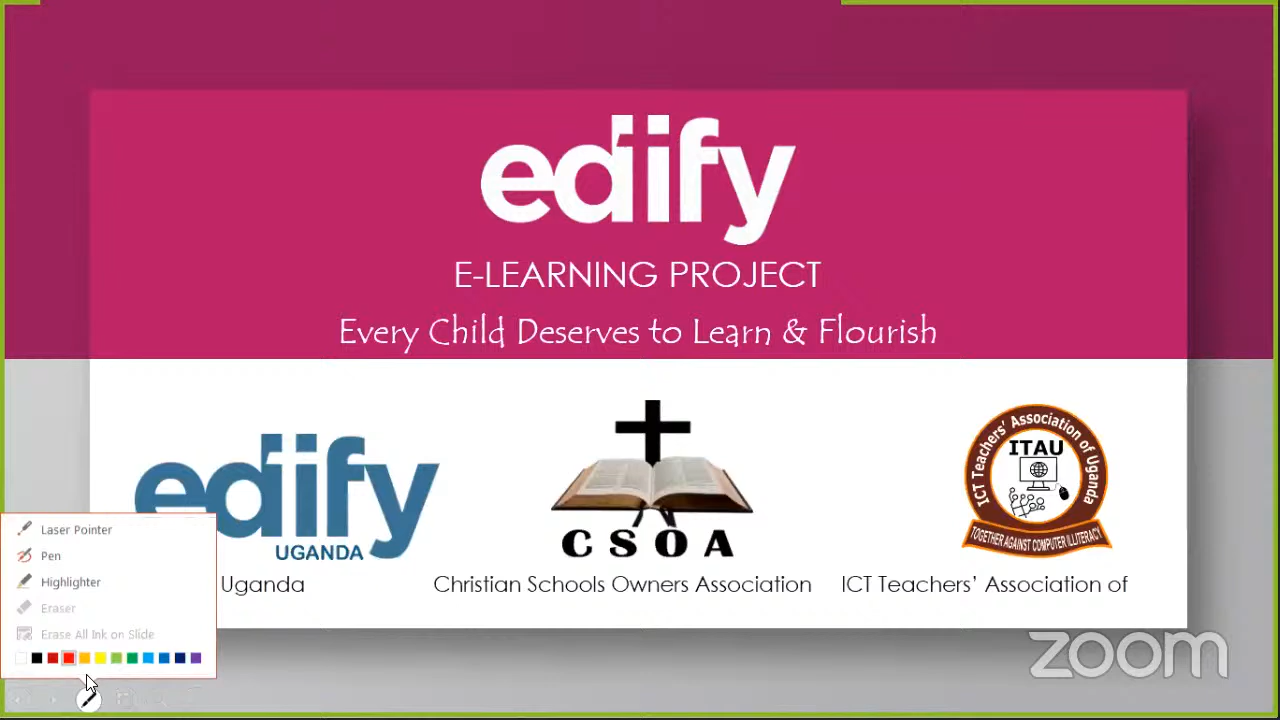 edify
E-LEARNING PROJECT
Every Child Deserves to Learn & Flourish
edify
UGANDA
Uganda
CSOA
Christian Schools Owners Association
ICT Teachers' Association of Uganda
ITAU
TOGETHER AGAINST COMPUTER ILLITERACY
ICT Teachers’ Association of
Laser Pointer
Pen
Highlighter
Eraser
Erase All Ink on Slide
zoom